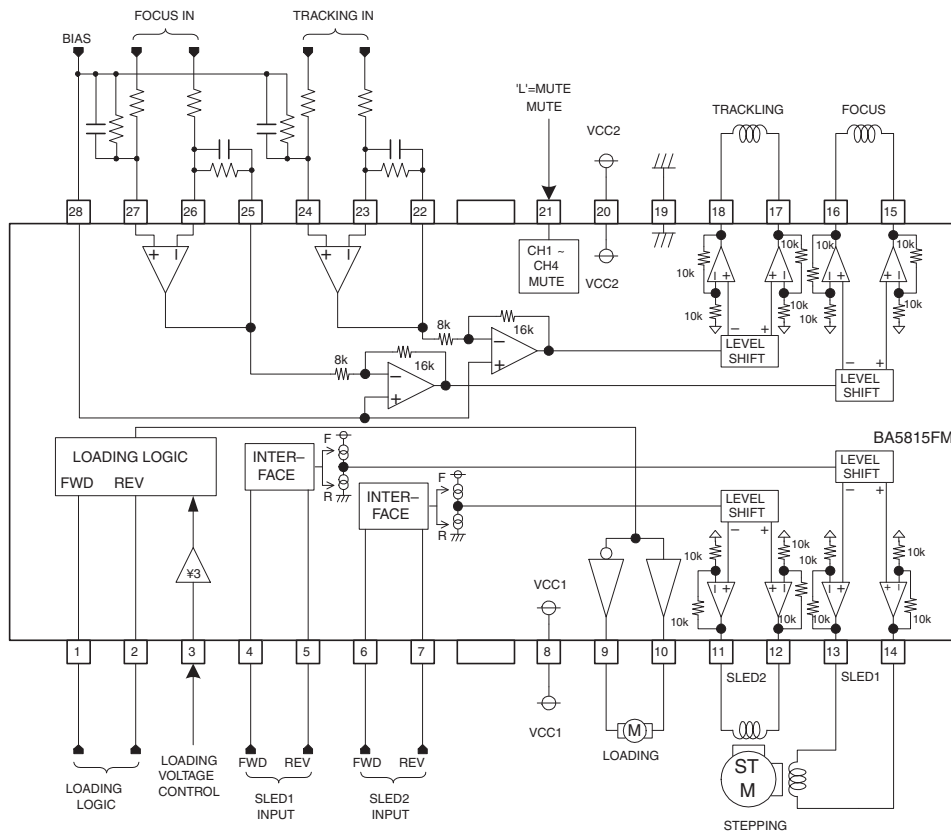 FOCUS IN TRACKING IN
BIAS
'L'=MUTE
MUTE
VCC2
TRACKLING FOCUS
28 27 26 25 24 23 22 21 20 19 18 17 16 15
+ − + −
CH1 ~
CH4
MUTE
VCC2
10k 10k 10k 10k
10k 10k 10k 10k
8k 16k
8k 16k
− +
− +
− +
LEVEL
SHIFT
− +
LEVEL
SHIFT
BA5815FM
LOADING LOGIC
FWD REV
INTER–
FACE
F
R
INTER–
FACE
F
R
LEVEL
SHIFT
− +
LEVEL
SHIFT
− +
10k 10k 10k 10k
10k 10k 10k 10k
¥3
VCC1
1 2 3 4 5 6 7 8 9 10 11 12 13 14
SLED2 SLED1
VCC1
M
LOADING
FWD REV FWD REV
LOADING
LOGIC
LOADING
VOLTAGE
CONTROL
SLED1
INPUT
SLED2
INPUT
ST
M
STEPPING